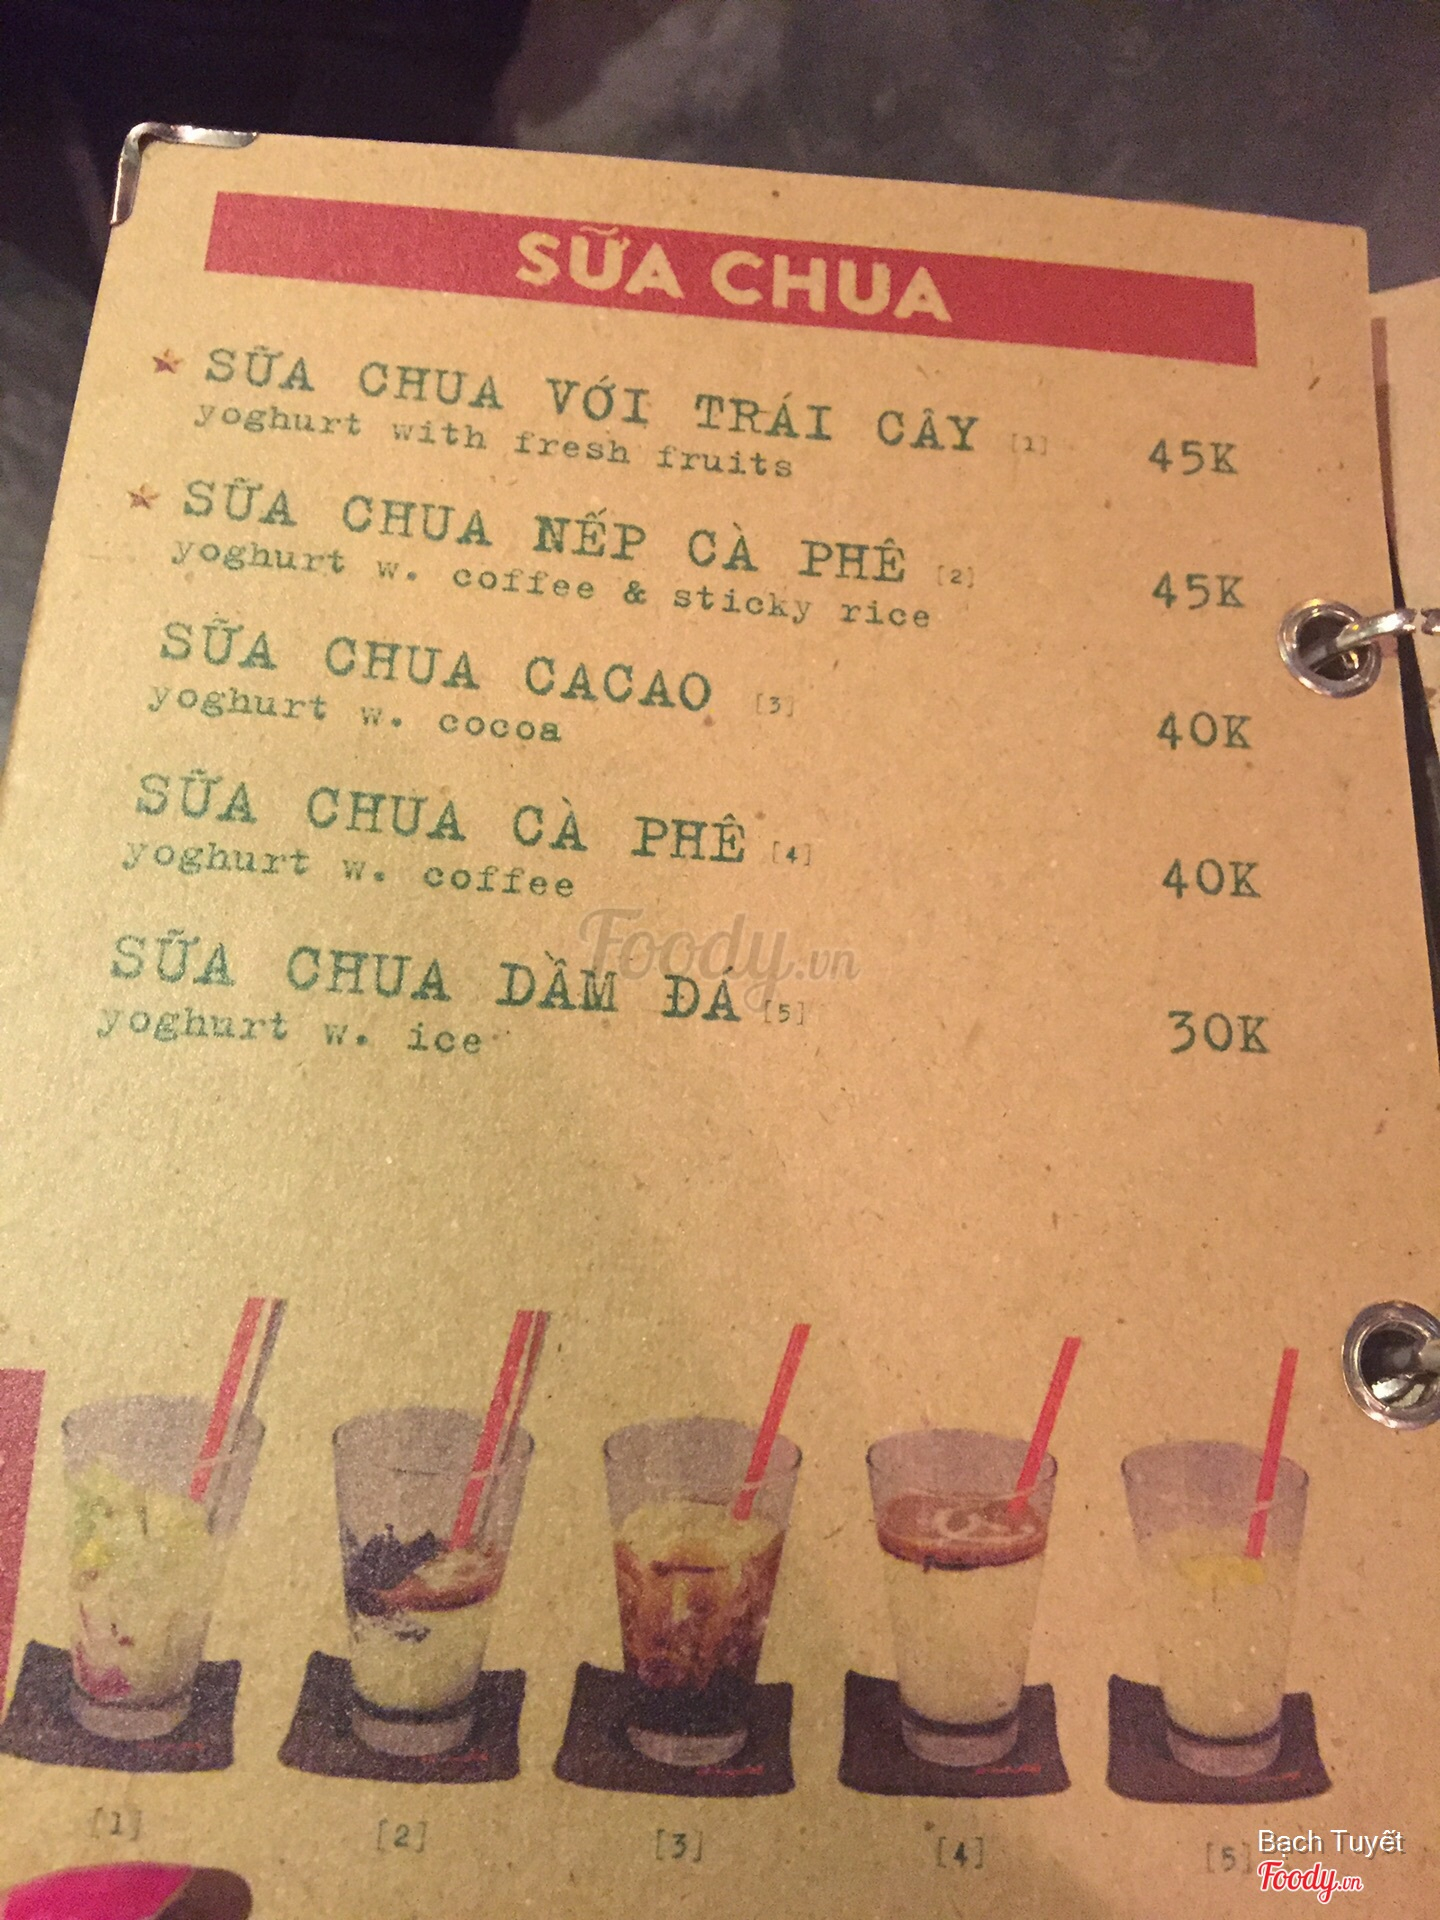 SỮA CHUA
SỮA CHUA VỚI TRÁI CÂY [1] 45K
yoghurt with fresh fruits
SỮA CHUA NẾP CÀ PHÊ [2] 45K
yoghurt w. coffee & sticky rice
SỮA CHUA CACAO [3] 40K
yoghurt w. cocoa
SỮA CHUA CÀ PHÊ [4] 40K
yoghurt w. coffee
SỮA CHUA DẦM ĐÁ [5] 30K
yoghurt w. ice
Foody.vn
[1] [2] [3] [4] [5]
Bạch Tuyết
Foody.vn